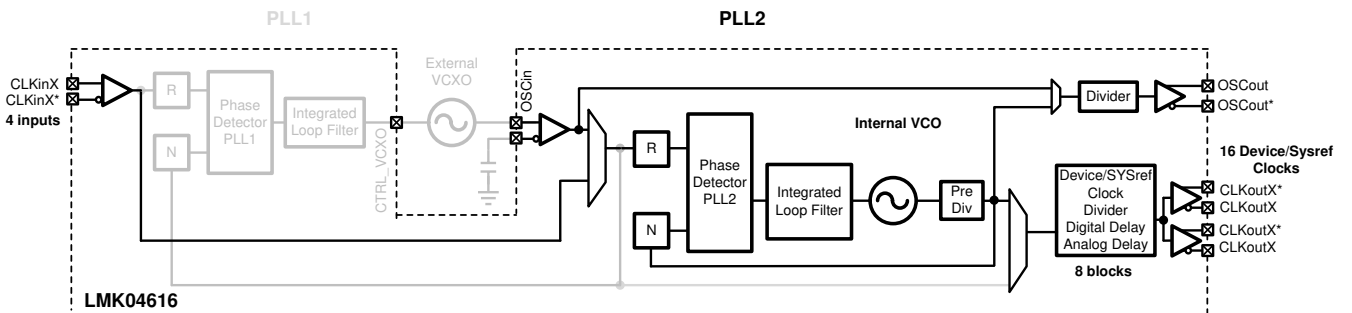 PLL1
PLL2
CLKinX
CLKinX*
4 inputs
R
N
Phase
Detector
PLL1
Integrated
Loop Filter
CTRL_VCXO
External
VCXO
OSCin
R
N
Phase
Detector
PLL2
Integrated
Loop Filter
Internal VCO
Pre
Div
Divider
OSCout
OSCout*
Device/SYSref
Clock
Divider
Digital Delay
Analog Delay
8 blocks
16 Device/Sysref
Clocks
CLKoutX*
CLKoutX
CLKoutX*
CLKoutX
LMK04616